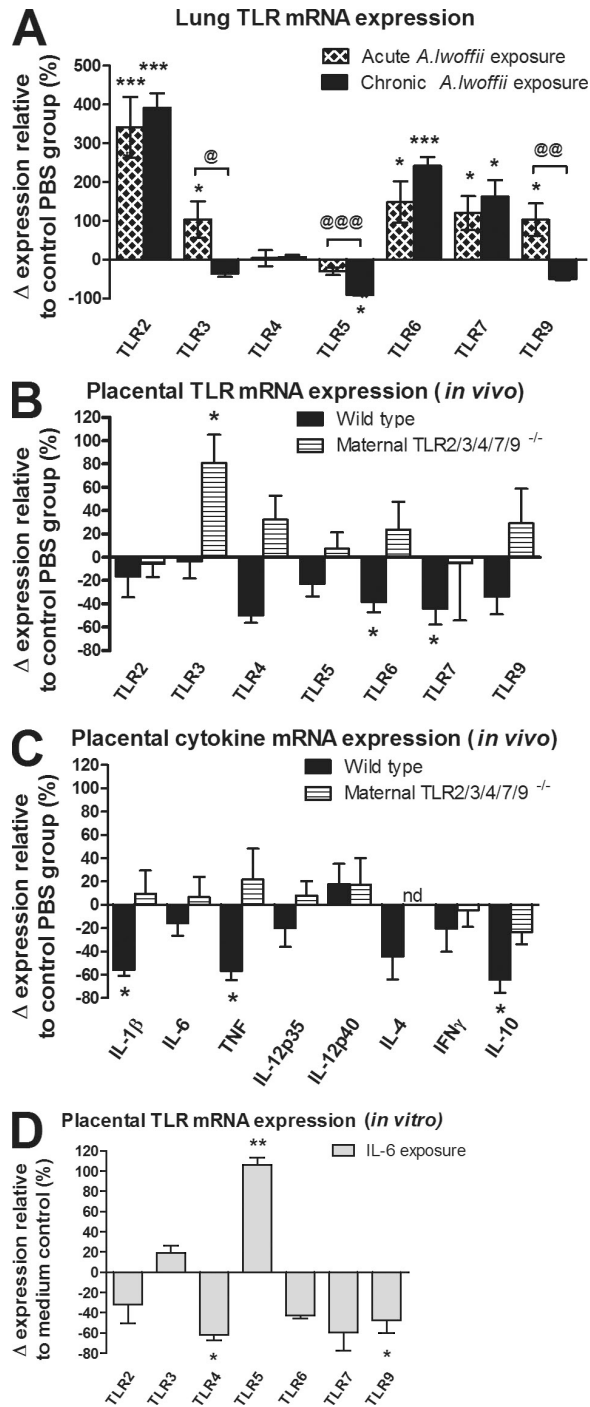 A
Lung TLR mRNA expression
Acute A.lwoffii exposure
Chronic A.lwoffii exposure
Δ expression relative
to control PBS group (%)
500
400
300
200
100
0
-100
***
***
*
@
@@@
*
*
***
*
*
*
@@
TLR2
TLR3
TLR4
TLR5
TLR6
TLR7
TLR9
B
Placental TLR mRNA expression (in vivo)
Wild type
Maternal TLR2/3/4/7/9 -/-
Δ expression relative
to control PBS group (%)
120
100
80
60
40
20
0
-20
-40
-60
-80
*
*
*
TLR2
TLR3
TLR4
TLR5
TLR6
TLR7
TLR9
C
Placental cytokine mRNA expression (in vivo)
Wild type
Maternal TLR2/3/4/7/9 -/-
Δ expression relative
to control PBS group (%)
120
100
80
60
40
20
0
-20
-40
-60
-80
nd
*
*
*
IL-1β
IL-6
TNF
IL-12p35
IL-12p40
IL-4
IFNγ
IL-10
D
Placental TLR mRNA expression (in vitro)
IL-6 exposure
Δ expression relative
to medium control (%)
120
100
80
60
40
20
0
-20
-40
-60
-80
**
*
*
TLR2
TLR3
TLR4
TLR5
TLR6
TLR7
TLR9